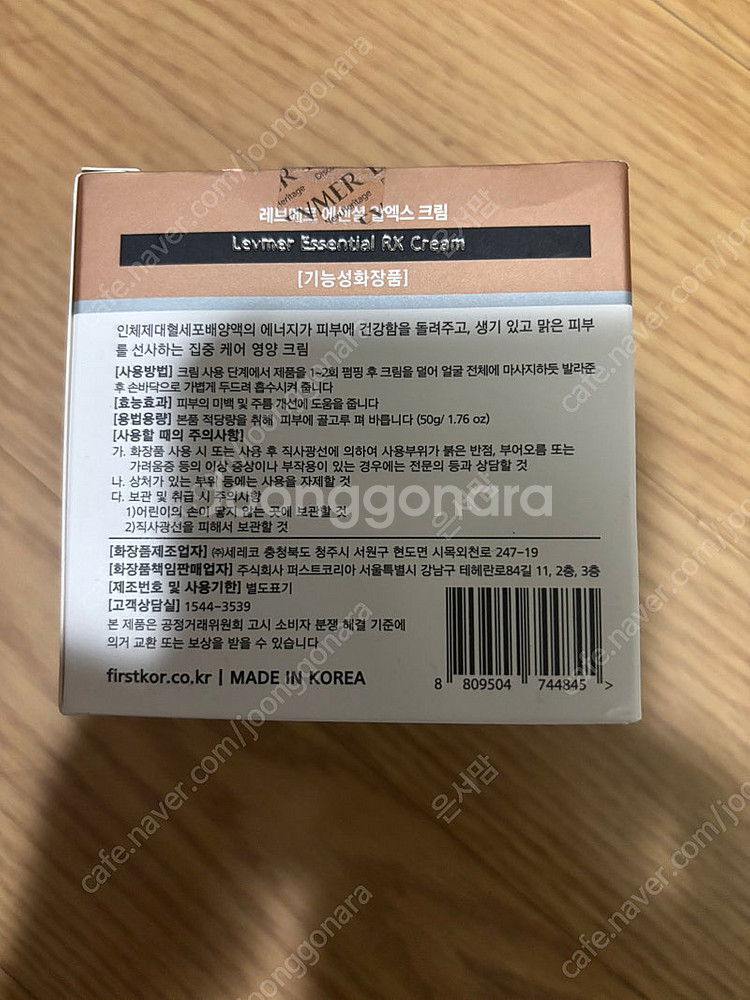 레브메르 에센셜 알엑스 크림
Levmer Essential RX Cream
[기능성화장품]
인체제대혈세포배양액의 에너지가 피부에 건강함을 돌려주고, 생기 있고 맑은 피부
를 선사하는 집중 케어 영양 크림
[사용방법] 크림 사용 단계에서 제품을 1~2회 펌핑 후 크림을 덜어 얼굴 전체에 마사지하듯 발라준
후 손바닥으로 가볍게 두드려 흡수시켜 줍니다
[효능효과] 피부의 미백 및 주름 개선에 도움을 줍니다
[용법용량] 본품 적당량을 취해 피부에 골고루 펴 바릅니다 (50g/ 1.76 oz)
[사용할 때의 주의사항]
가. 화장품 사용 시 또는 사용 후 직사광선에 의하여 사용부위가 붉은 반점, 부어오름 또는
가려움증 등의 이상 증상이나 부작용이 있는 경우에는 전문의 등과 상담할 것
나. 상처가 있는 부위 등에는 사용을 자제할 것
다. 보관 및 취급 시 주의사항
1)어린이의 손이 닿지 않는 곳에 보관할 것
2)직사광선을 피해서 보관할 것
joonggonara
[화장품제조업자] ㈜세레코 충청북도 청주시 서원구 현도면 시목외천로 247-19
[화장품책임판매업자] 주식회사 퍼스트코리아 서울특별시 강남구 테헤란로84길 11, 2층, 3층
[제조번호 및 사용기한] 별도표기
[고객상담실] 1544-3539
본 제품은 공정거래위원회 고시 소비자 분쟁 해결 기준에
의거 교환 또는 보상을 받을 수 있습니다
firstkor.co.kr | MADE IN KOREA
8 809504 744845 >
cafe.naver.com/joonggonara
은서맘